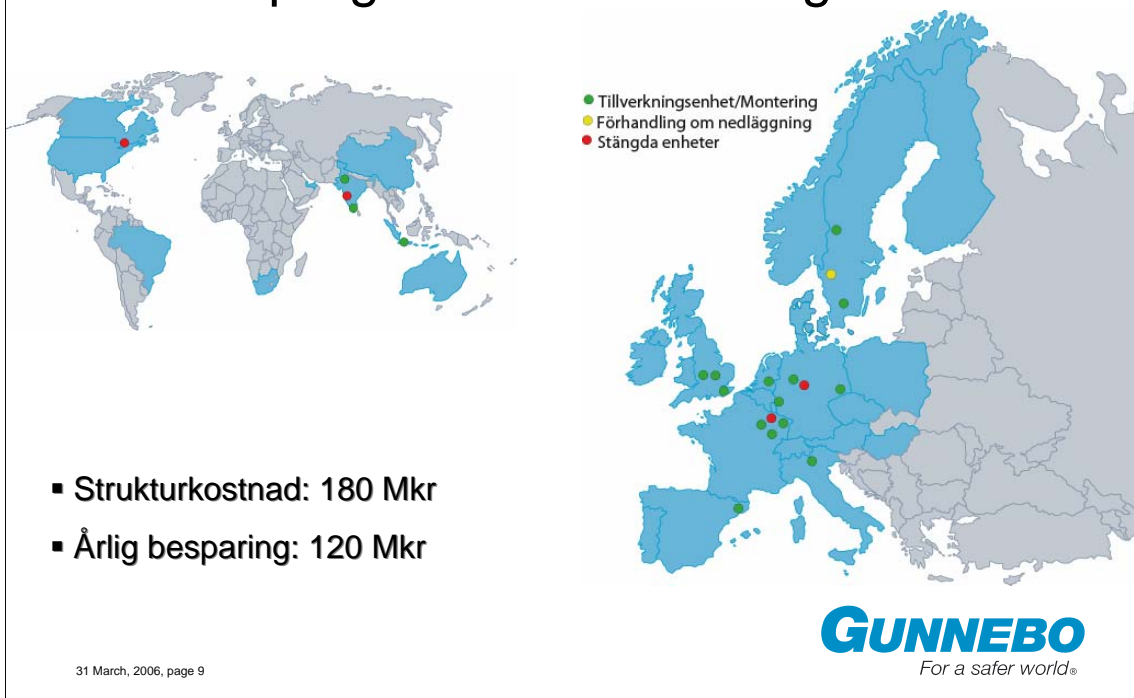 Tillverkningsenhet/Montering
Förhandling om nedläggning
Stängda enheter
▪ Strukturkostnad: 180 Mkr
▪ Årlig besparing: 120 Mkr
GUNNEBO
For a safer world®
31 March, 2006, page 9